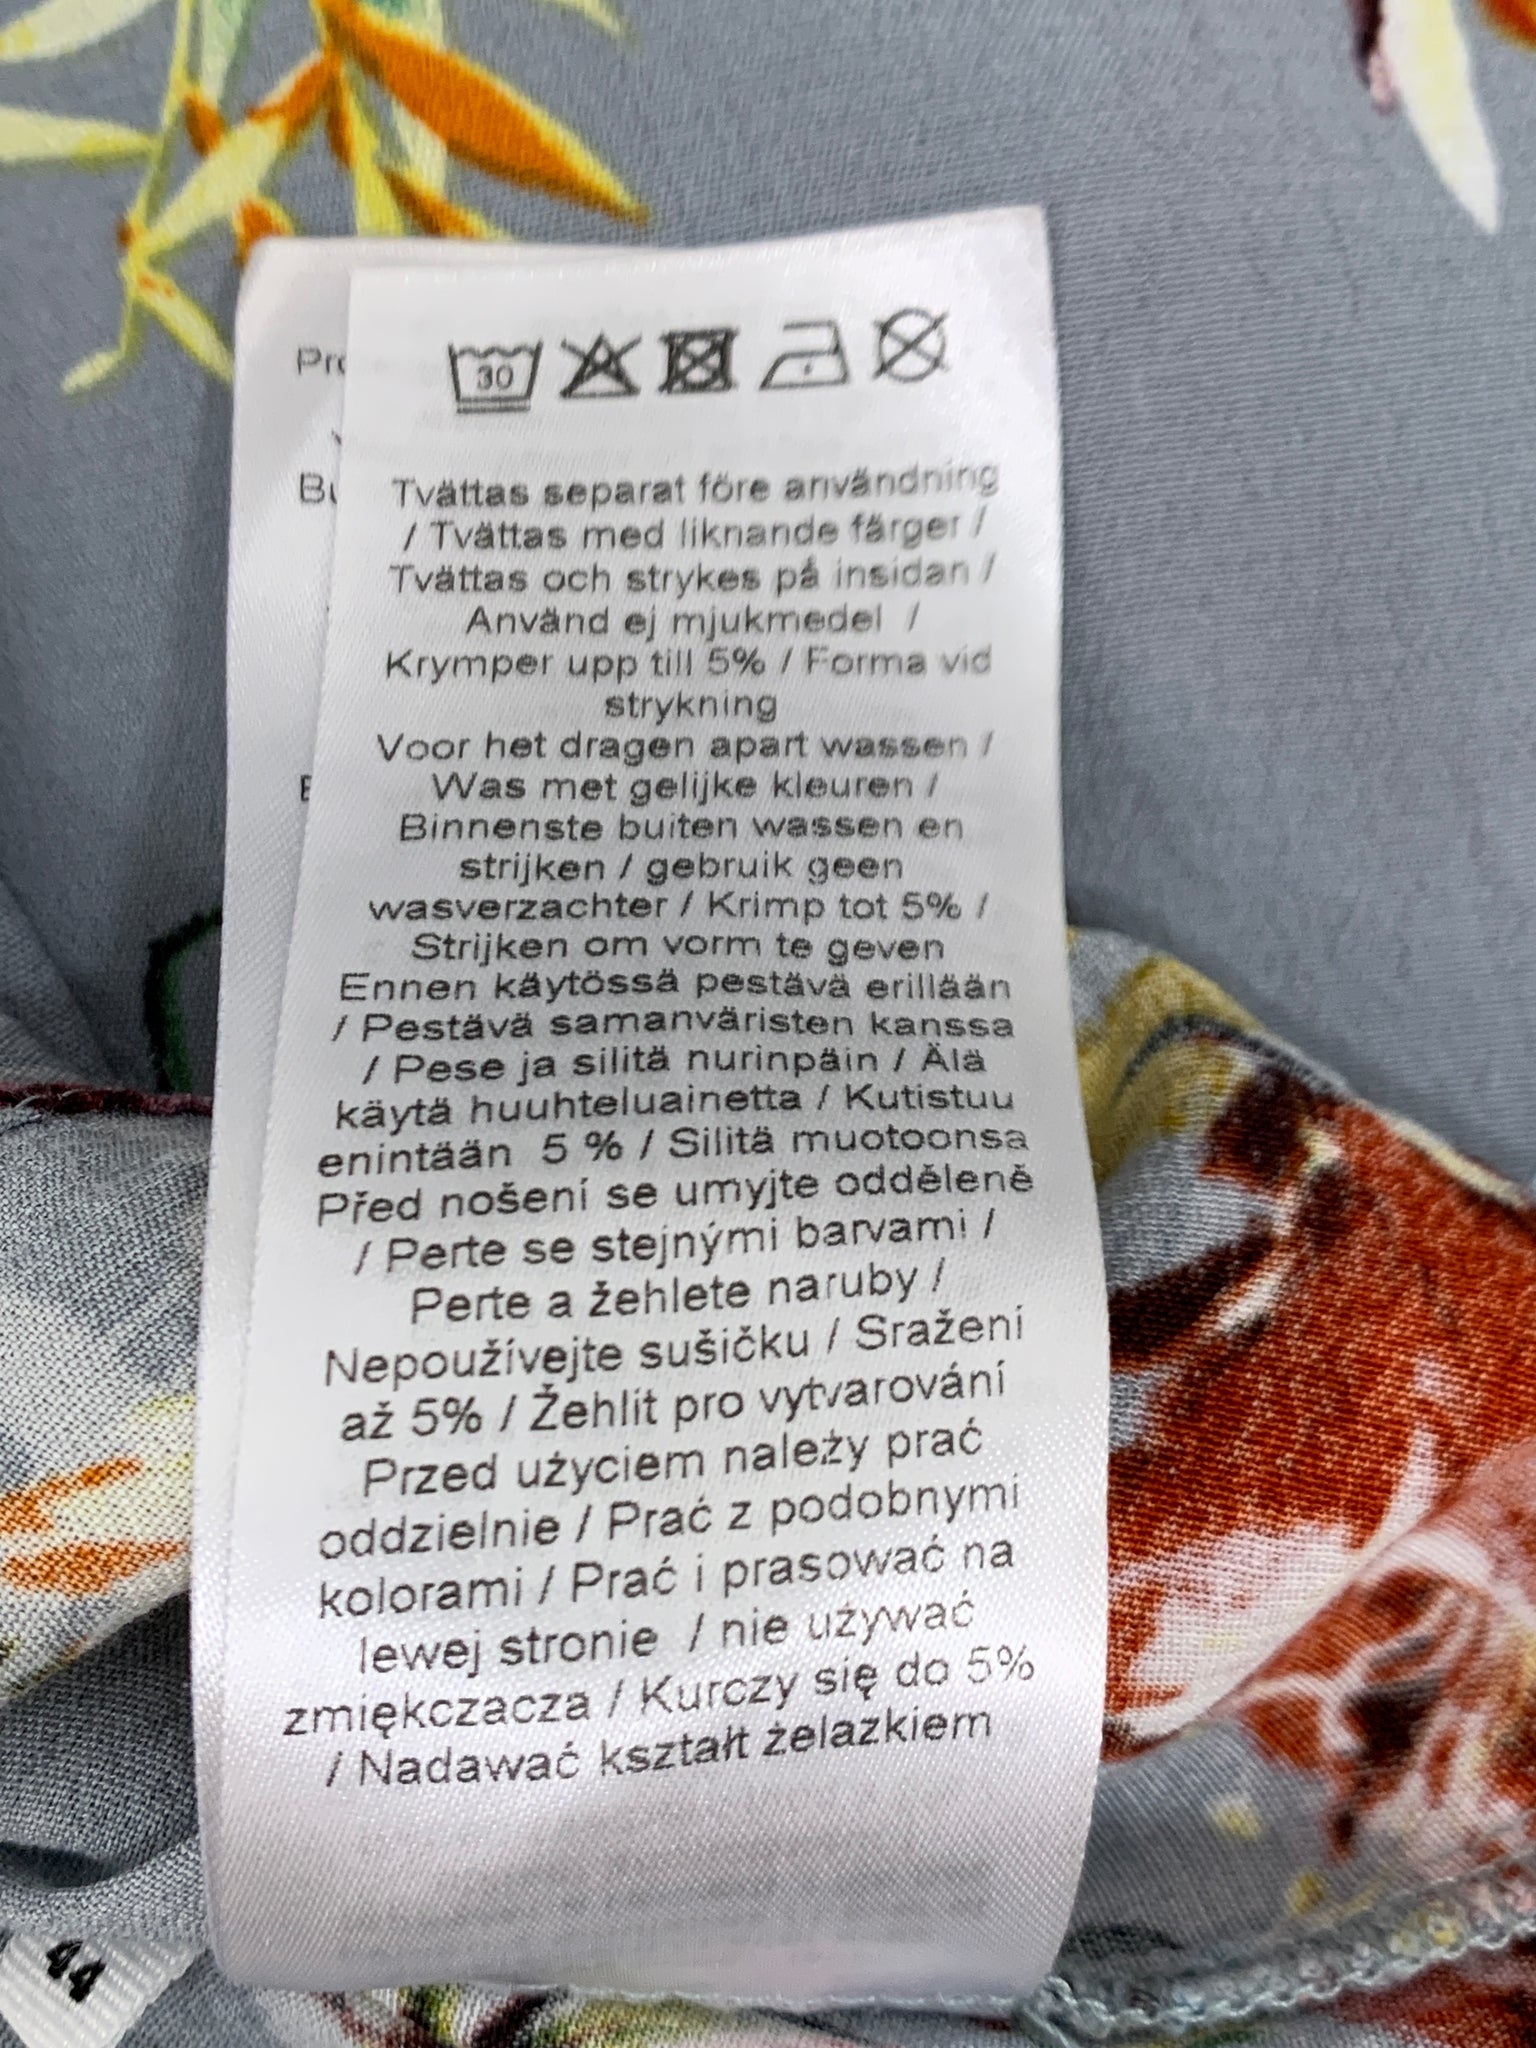 30
Tvättas separat före användning
/ Tvättas med liknande färger /
Tvättas och strykes på insidan /
Använd ej mjukmedel /
Krymper upp till 5% / Forma vid
strykning
Voor het dragen apart wassen /
Was met gelijke kleuren /
Binnenste buiten wassen en
strijken / gebruik geen
wasverzachter / Krimp tot 5% /
Strijken om vorm te geven
Ennen käytössä pestävä erillään
/ Pestävä samanväristen kanssa
/ Pese ja silitä nurinpäin / Älä
käytä huuhteluainetta / Kutistuu
enintään 5 % / Silitä muotoonsa
Před nošení se umyjte odděleně
/ Perte se stejnými barvami /
Perte a žehlete naruby /
Nepoužívejte sušičku / Sražení
až 5% / Žehlit pro vytvarování
Przed użyciem należy prać
oddzielnie / Prać z podobnymi
kolorami / Prać i prasować na
lewej stronie / nie używać
zmiękczacza / Kurczy się do 5%
/ Nadawać kształt żelazkiem
44